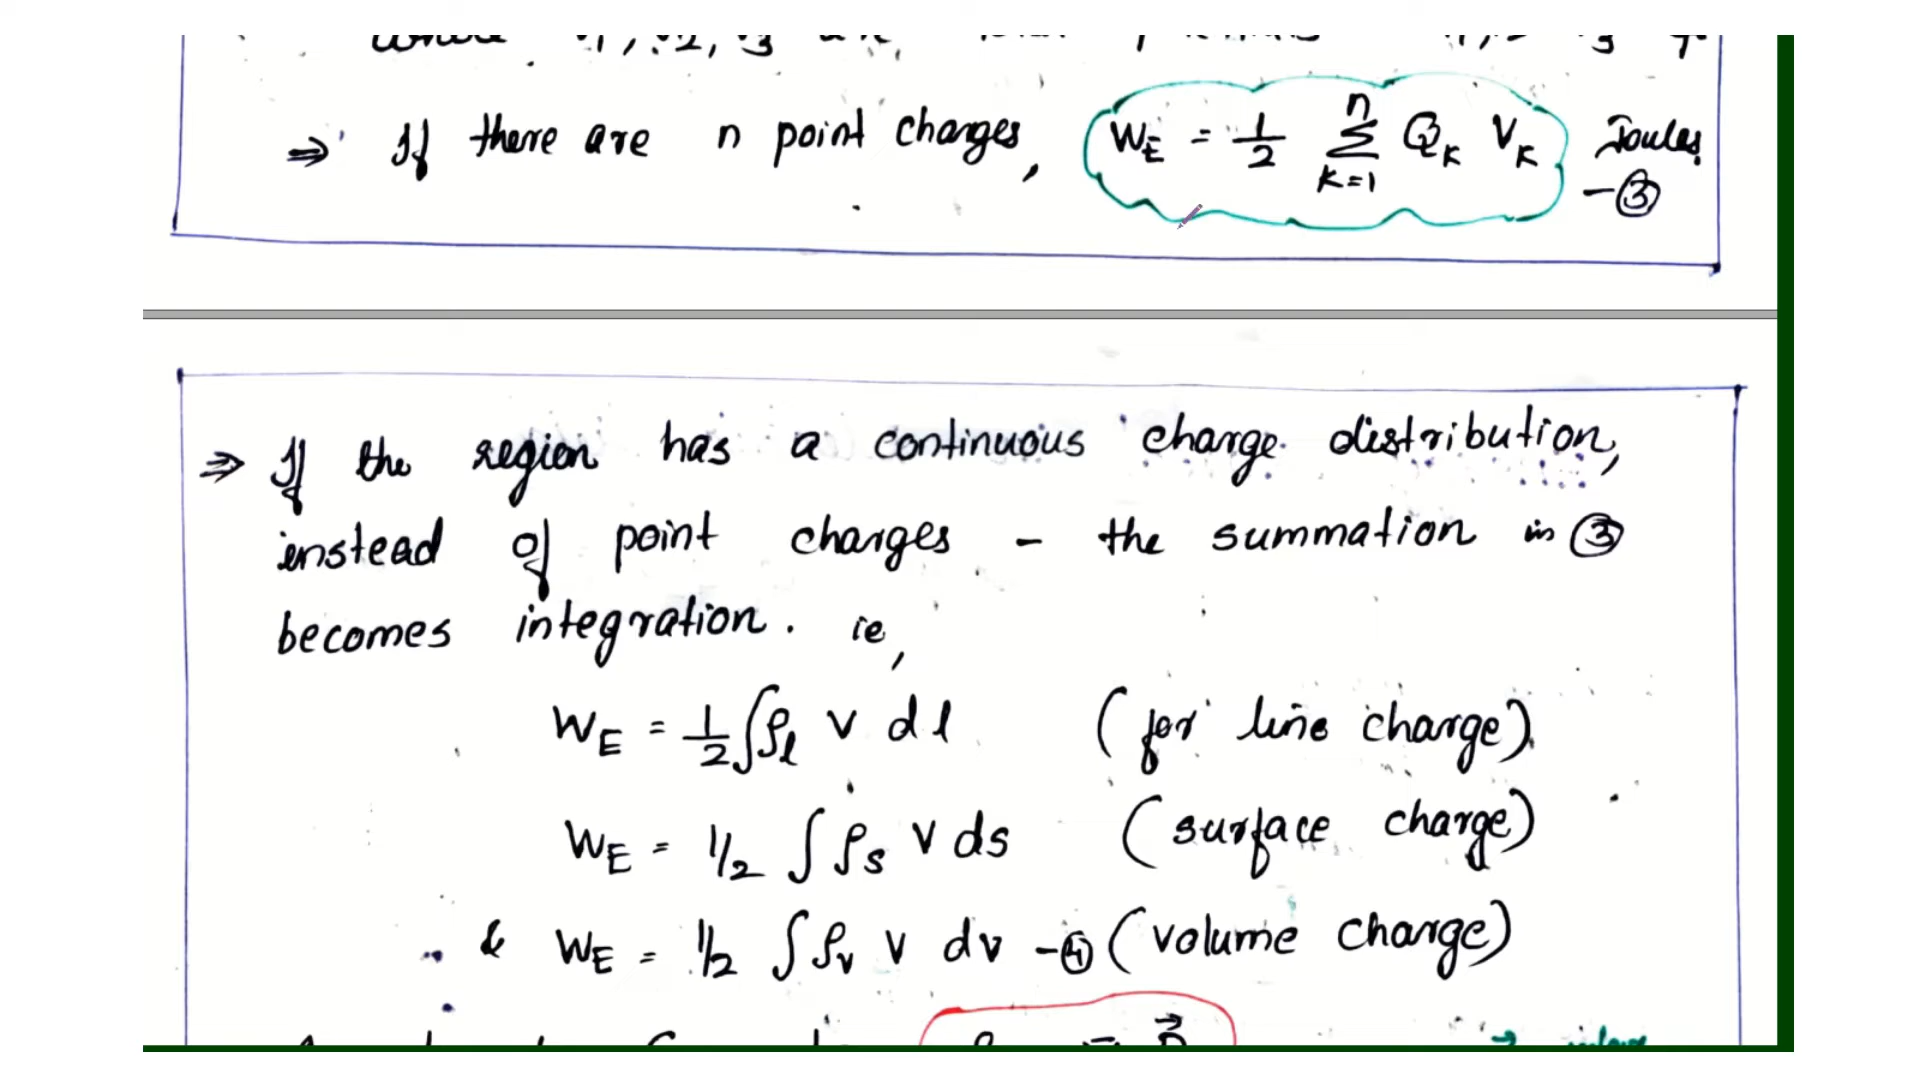 ⇒ If there are n point charges, W_E = 1/2 Σ_{k=1}^{n} Q_K V_K Joules
-③
⇒ If the region has a continuous charge distribution,
instead of point charges - the summation in ③
becomes integration. ie,
W_E = 1/2 ∫ρ_l V dl (for line charge)
W_E = 1/2 ∫ρ_s V ds (surface charge)
& W_E = 1/2 ∫ρ_v V dv -④ (volume charge)